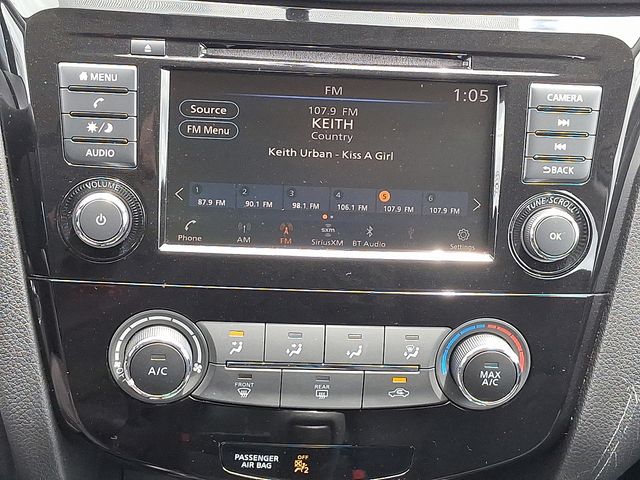 MENU
CAMERA
FM
1:05
Source
107.9 FM
FM Menu
KEITH
Country
Keith Urban - Kiss A Girl
AUDIO
BACK
1 2 3 4 5 6
87.9 FM 90.1 FM 98.1 FM 106.1 FM 107.9 FM 107.9 FM
VOLUME
TUNE-SCROLL
OK
Phone AM FM sxm SiriusXM BT Audio Settings
A/C
FRONT
REAR
MAX
A/C
PASSENGER
AIR BAG
OFF
2